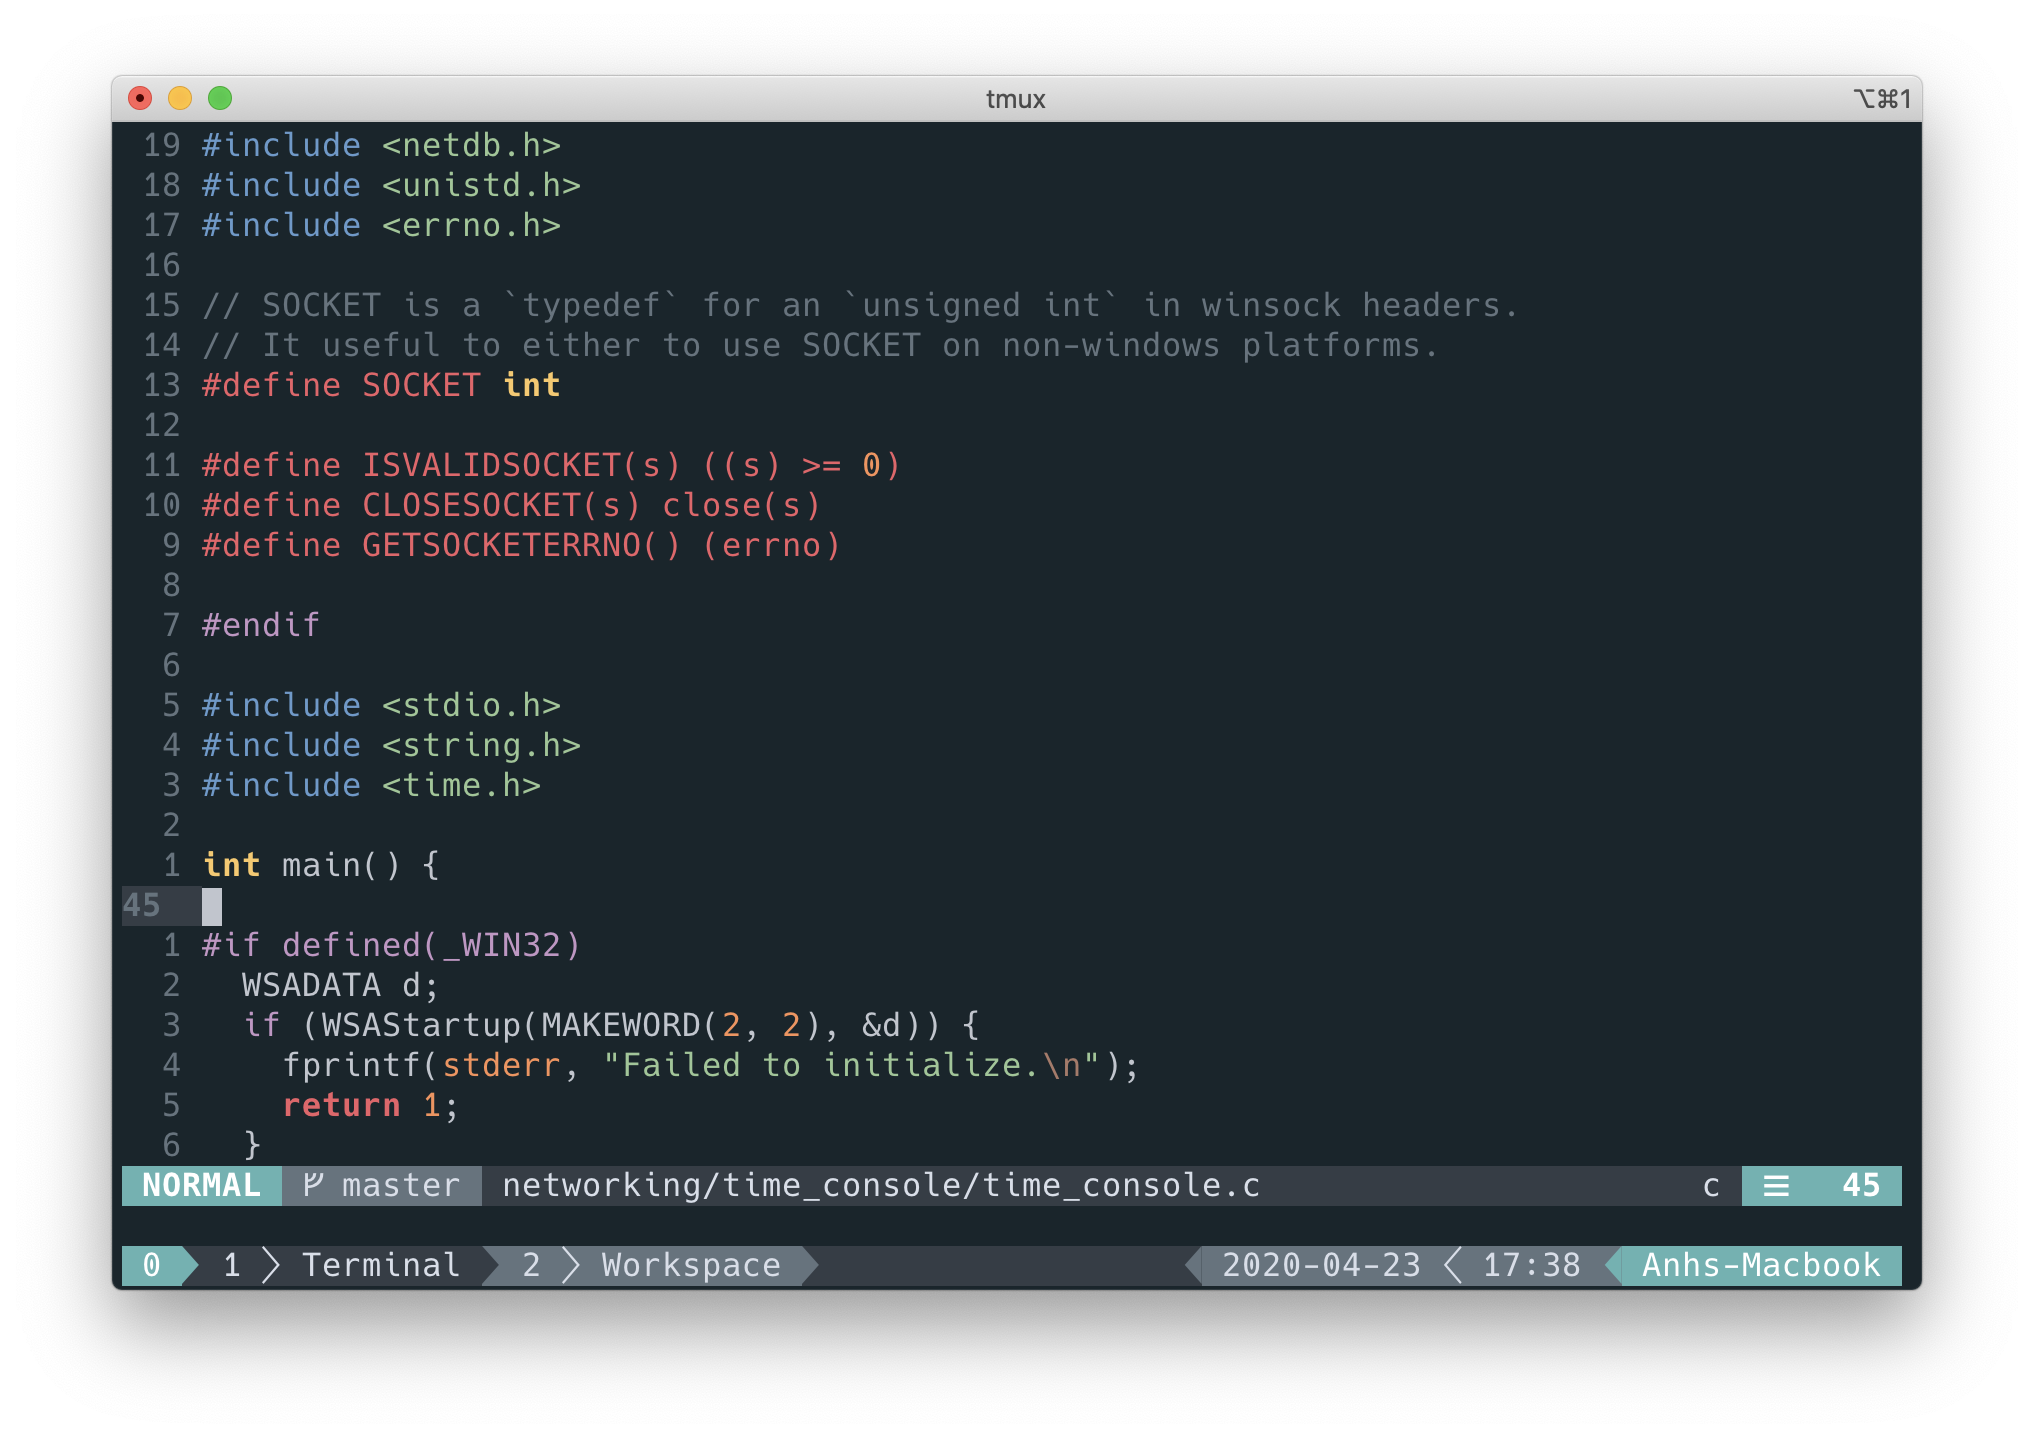 tmux ⌥⌘1
19 #include <netdb.h>
18 #include <unistd.h>
17 #include <errno.h>
16
15 // SOCKET is a `typedef` for an `unsigned int` in winsock headers.
14 // It useful to either to use SOCKET on non-windows platforms.
13 #define SOCKET int
12
11 #define ISVALIDSOCKET(s) ((s) >= 0)
10 #define CLOSESOCKET(s) close(s)
9 #define GETSOCKETERRNO() (errno)
8
7 #endif
6
5 #include <stdio.h>
4 #include <string.h>
3 #include <time.h>
2
1 int main() {
45
1 #if defined(_WIN32)
2   WSADATA d;
3   if (WSAStartup(MAKEWORD(2, 2), &d)) {
4     fprintf(stderr, "Failed to initialize.\n");
5     return 1;
6   }
NORMAL master networking/time_console/time_console.c c ☰ 45
0 1 Terminal 2 Workspace 2020-04-23 17:38 Anhs-Macbook